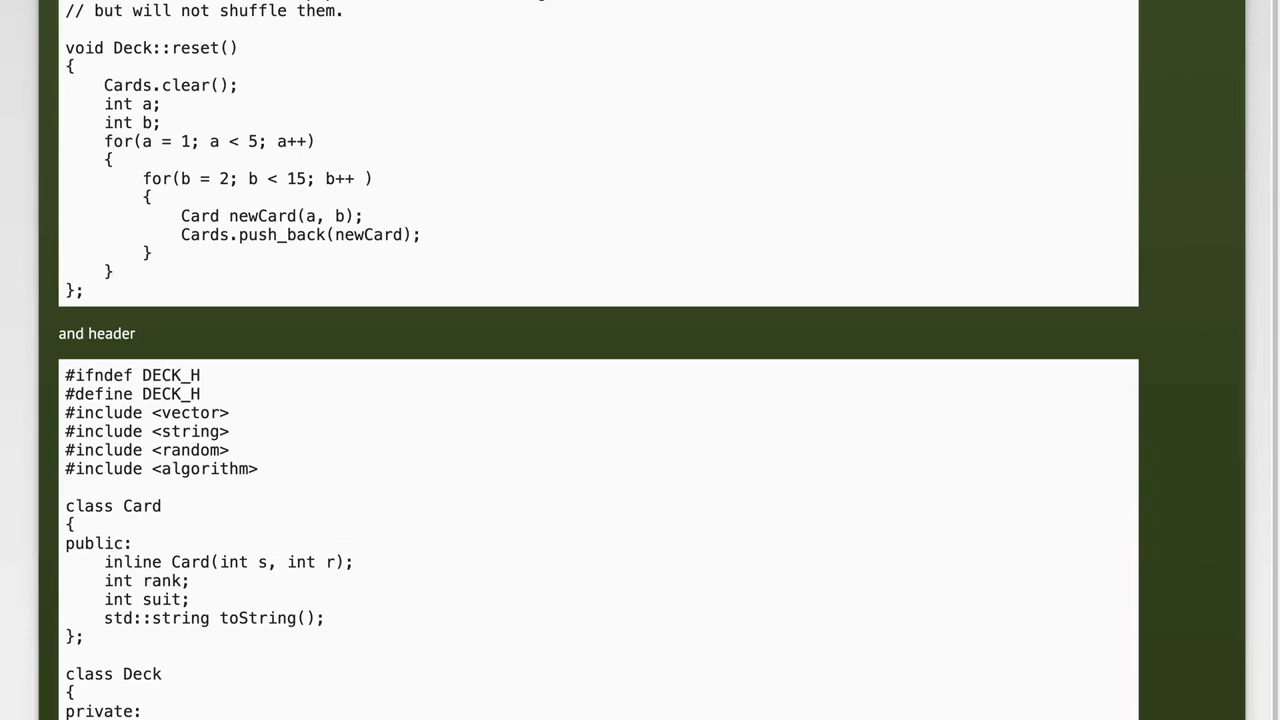 // but will not shuffle them.
void Deck::reset()
{
    Cards.clear();
    int a;
    int b;
    for(a = 1; a < 5; a++)
    {
        for(b = 2; b < 15; b++ )
        {
            Card newCard(a, b);
            Cards.push_back(newCard);
        }
    }
};
and header
#ifndef DECK_H
#define DECK_H
#include <vector>
#include <string>
#include <random>
#include <algorithm>
class Card
{
public:
    inline Card(int s, int r);
    int rank;
    int suit;
    std::string toString();
};
class Deck
{
private: